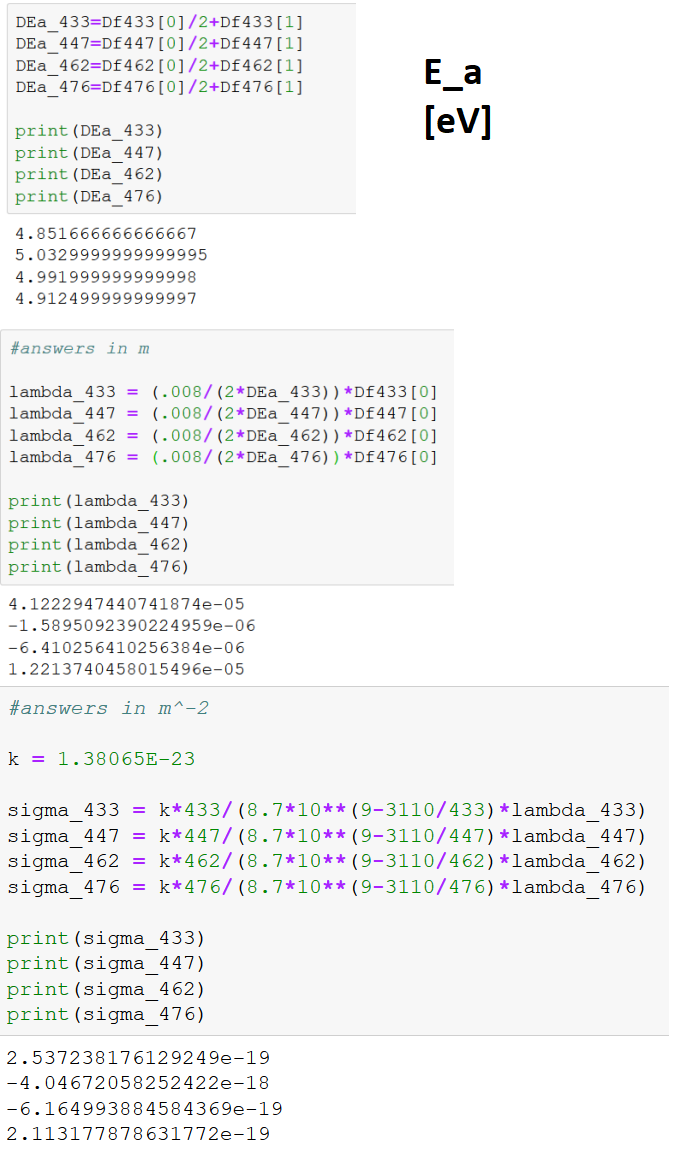 DEa_433=Df433[0]/2+Df433[1]
DEa_447=Df447[0]/2+Df447[1]
DEa_462=Df462[0]/2+Df462[1]
DEa_476=Df476[0]/2+Df476[1]
print(DEa_433)
print(DEa_447)
print(DEa_462)
print(DEa_476)
E_a
[eV]
4.851666666666667
5.0329999999999995
4.991999999999998
4.912499999999997
#answers in m
lambda_433 = (.008/(2*DEa_433))*Df433[0]
lambda_447 = (.008/(2*DEa_447))*Df447[0]
lambda_462 = (.008/(2*DEa_462))*Df462[0]
lambda_476 = (.008/(2*DEa_476))*Df476[0]
print(lambda_433)
print(lambda_447)
print(lambda_462)
print(lambda_476)
4.1222947440741874e-05
-1.5895092390224959e-06
-6.410256410256384e-06
1.2213740458015496e-05
#answers in m^-2
k = 1.38065E-23
sigma_433 = k*433/(8.7*10**(9-3110/433)*lambda_433)
sigma_447 = k*447/(8.7*10**(9-3110/447)*lambda_447)
sigma_462 = k*462/(8.7*10**(9-3110/462)*lambda_462)
sigma_476 = k*476/(8.7*10**(9-3110/476)*lambda_476)
print(sigma_433)
print(sigma_447)
print(sigma_462)
print(sigma_476)
2.537238176129249e-19
-4.04672058252422e-18
-6.164993884584369e-19
2.113177878631772e-19